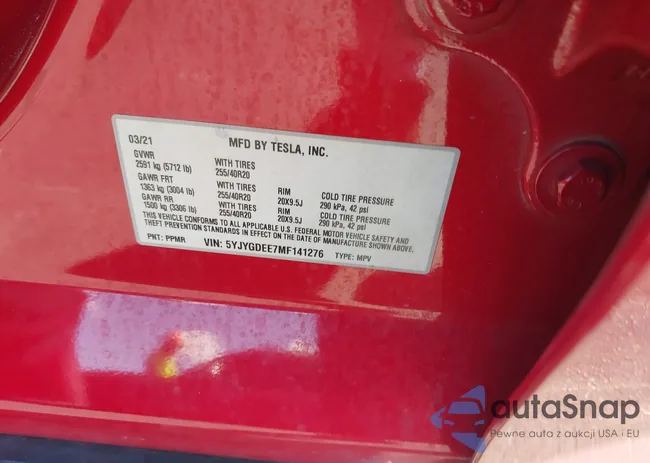 03/21 MFD BY TESLA, INC.
GVWR WITH TIRES
2591 kg (5712 lb) 255/40R20
GAWR FRT WITH TIRES RIM COLD TIRE PRESSURE
1363 kg (3004 lb) 255/40R20 20X9.5J 290 kPa, 42 psi
GAWR RR WITH TIRES RIM COLD TIRE PRESSURE
1500 kg (3306 lb) 255/40R20 20X9.5J 290 kPa, 42 psi
THIS VEHICLE CONFORMS TO ALL APPLICABLE U.S. FEDERAL MOTOR VEHICLE SAFETY AND
THEFT PREVENTION STANDARDS IN EFFECT ON THE DATE OF MANUFACTURE SHOWN ABOVE.
PNT: PPMR VIN: 5YJYGDEE7MF141276 TYPE: MPV
autaSnap
Pewne auta z aukcji USA i EU